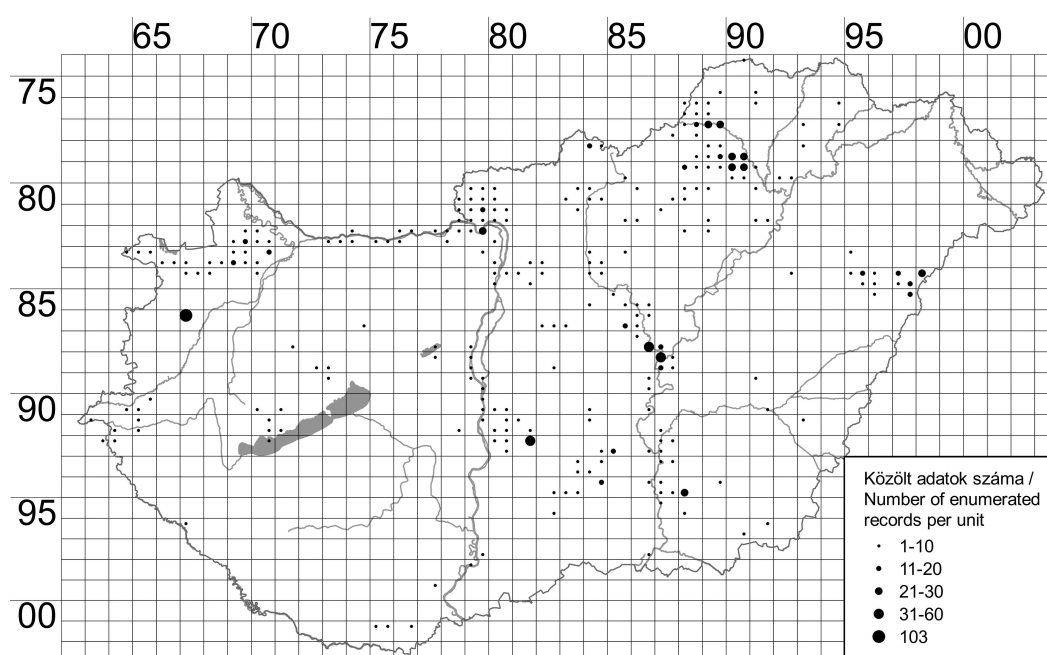 65 70 75 80 85 90 95 00
75
80
85
90
95
00
Közölt adatok száma /
Number of enumerated
records per unit
1-10
11-20
21-30
31-60
103